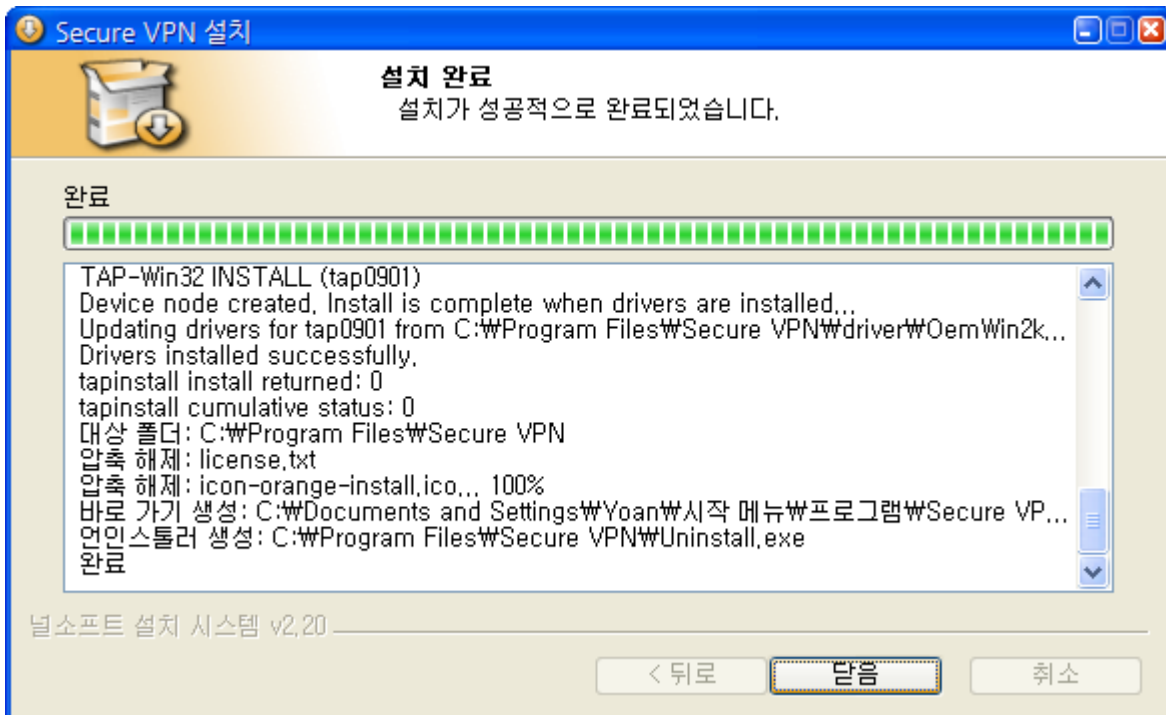 Secure VPN 설치
설치 완료
설치가 성공적으로 완료되었습니다.
완료
TAP-Win32 INSTALL (tap0901)
Device node created. Install is complete when drivers are installed...
Updating drivers for tap0901 from C:₩Program Files₩Secure VPN₩driver₩OemWin2k...
Drivers installed successfully.
tapinstall install returned: 0
tapinstall cumulative status: 0
대상 폴더: C:₩Program Files₩Secure VPN
압축 해제: license.txt
압축 해제: icon-orange-install.ico... 100%
바로 가기 생성: C:₩Documents and Settings₩Yoan₩시작 메뉴₩프로그램₩Secure VP...
언인스톨러 생성: C:₩Program Files₩Secure VPN₩Uninstall.exe
완료
널소프트 설치 시스템 v2.20
< 뒤로
닫음
취소